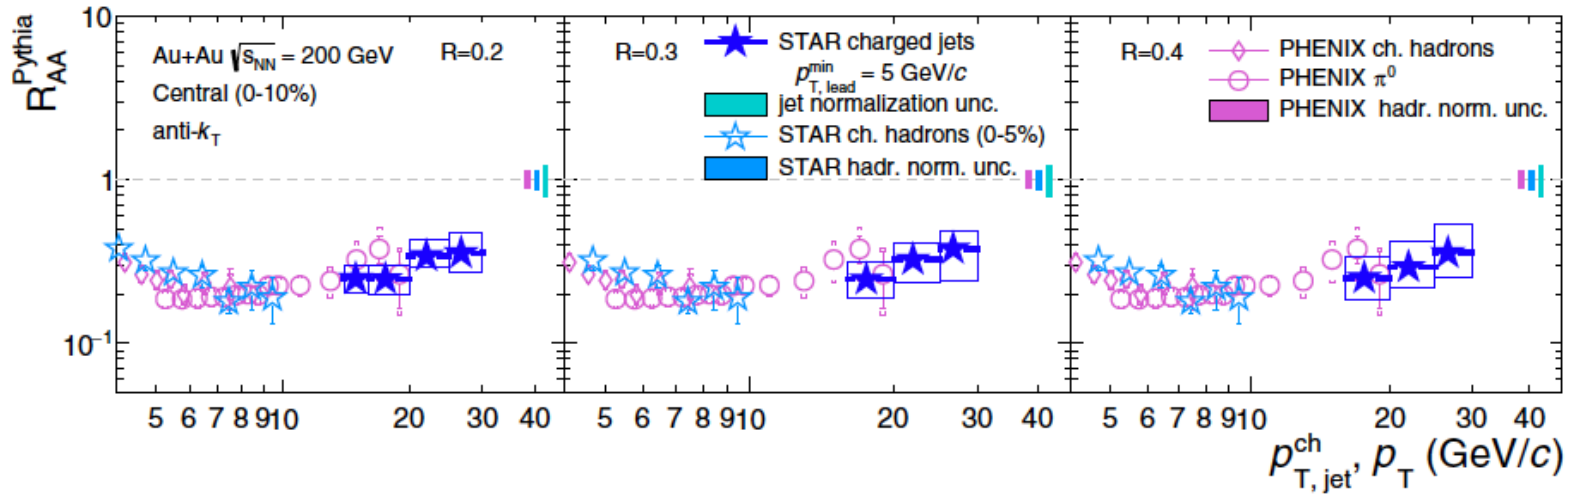 R_AA^Pythia
10
1
10⁻¹
Au+Au √s_NN = 200 GeV
Central (0-10%)
anti-k_T
R=0.2
R=0.3
STAR charged jets
p_T, lead^min = 5 GeV/c
jet normalization unc.
STAR ch. hadrons (0-5%)
STAR hadr. norm. unc.
R=0.4
PHENIX ch. hadrons
PHENIX π⁰
PHENIX hadr. norm. unc.
5 6 7 8 9 10 20 30 40
5 6 7 8 9 10 20 30 40
5 6 7 8 9 10 20 30 40
p_T, jet^ch, p_T (GeV/c)